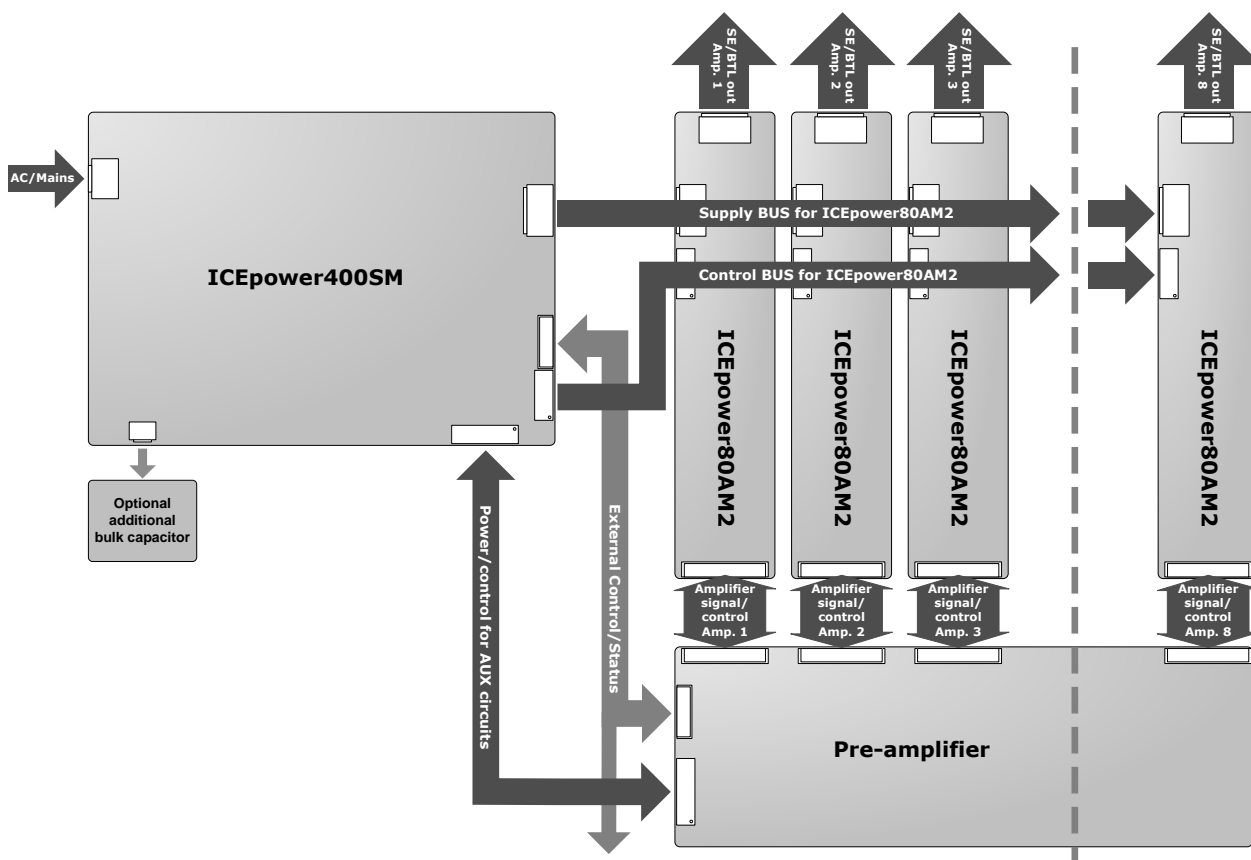 SE/BTL out
Amp. 1
SE/BTL out
Amp. 2
SE/BTL out
Amp. 3
SE/BTL out
Amp. 8
AC/Mains
Supply BUS for ICEpower80AM2
ICEpower400SM
Control BUS for ICEpower80AM2
ICEpower80AM2
ICEpower80AM2
ICEpower80AM2
ICEpower80AM2
Optional
additional
bulk capacitor
Power/control for AUX circuits
External Control/Status
Amplifier
signal/
control
Amp. 1
Amplifier
signal/
control
Amp. 2
Amplifier
signal/
control
Amp. 3
Amplifier
signal/
control
Amp. 8
Pre-amplifier